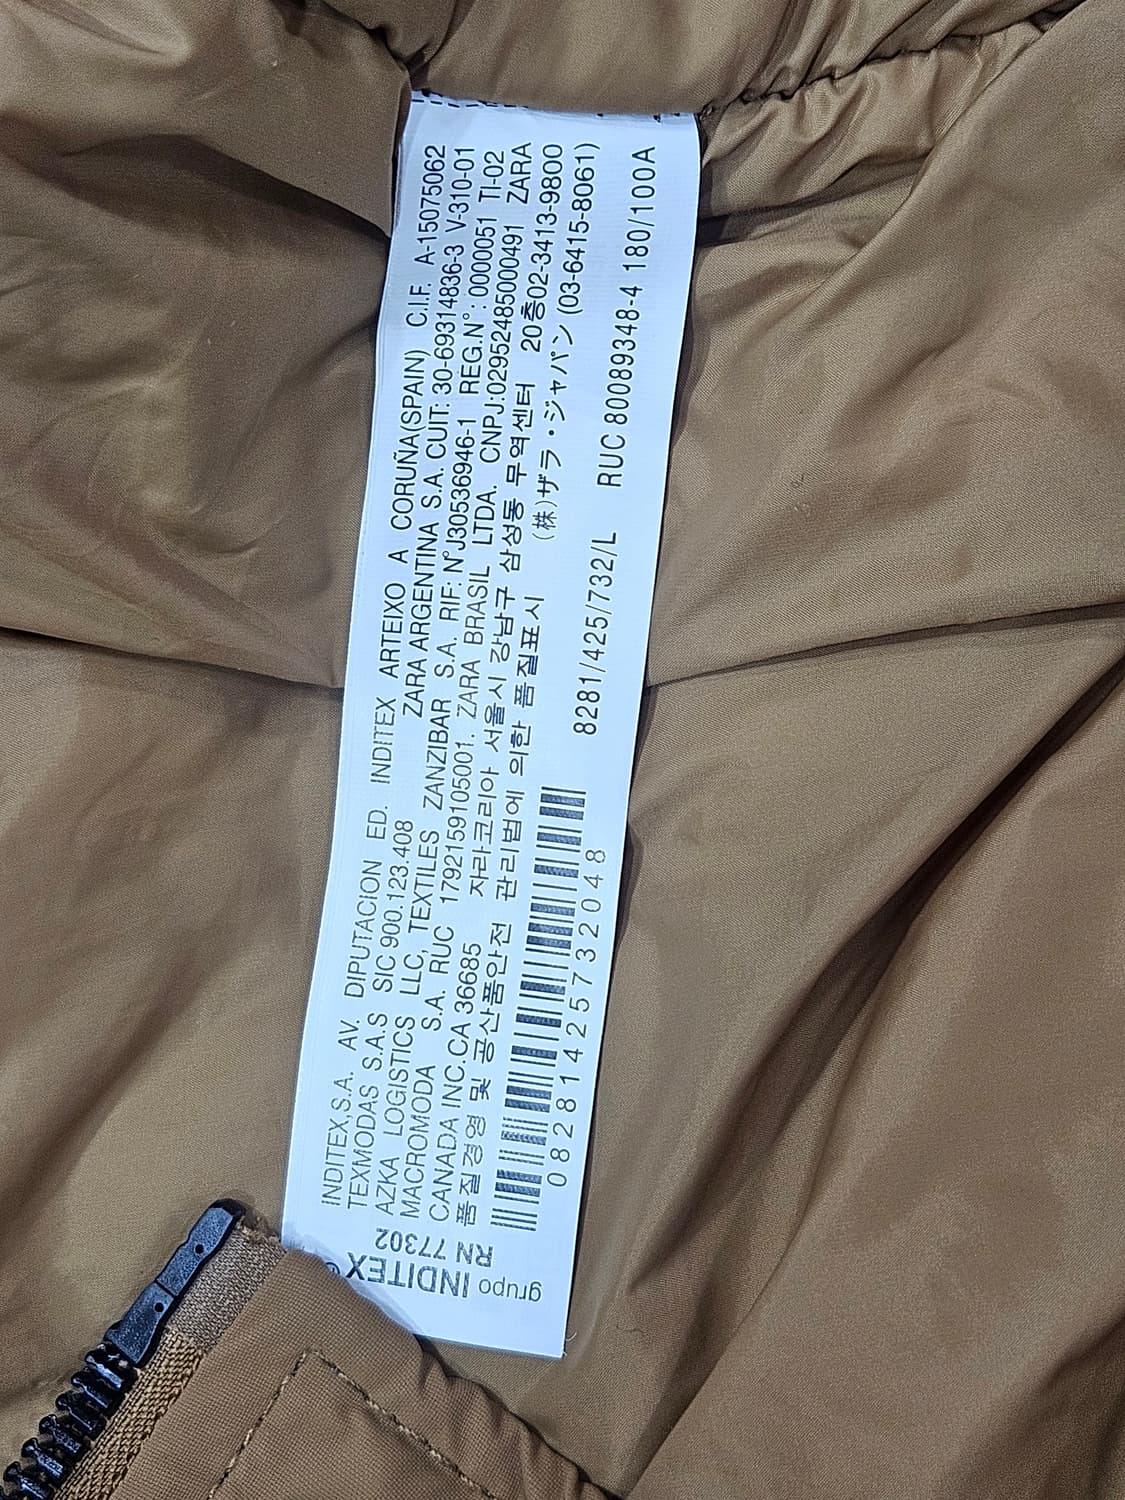 INDITEX,S.A. AV. DIPUTACION ED. INDITEX ARTEIXO A CORUÑA(SPAIN) C.I.F. A-15075062
TEXMODAS S.A.S SIC 900.123.408 ZARA ARGENTINA S.A. CUIT: 30-69314836-3 V-310-01
AZKA LOGISTICS LLC, TEXTILES ZANZIBAR S.A. RIF: Nº J30536946-1 REG.Nº: 0000051 TI-02
MACROMODA S.A. RUC 1792159105001. ZARA BRASIL LTDA. CNPJ:02952485000491 ZARA
CANADA INC.CA 36685 자라코리아 서울시 강남구 삼성동 무역센터 20층02-3413-9800
품질경영 및 공산품안전 관리법에 의한 품질표시 (株)ザラ・ジャパン (03-6415-8061)
8281/425/732/L RUC 80089348-4 180/100A
08281425732048
RN 77302
grupo INDITEX